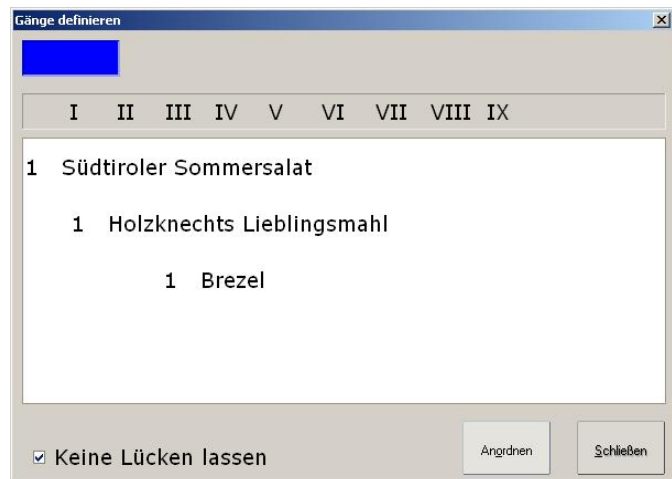 Gänge definieren
I II III IV V VI VII VIII IX
1 Südtiroler Sommersalat
1 Holzknechts Lieblingsmahl
1 Brezel
Keine Lücken lassen
Anordnen
Schließen